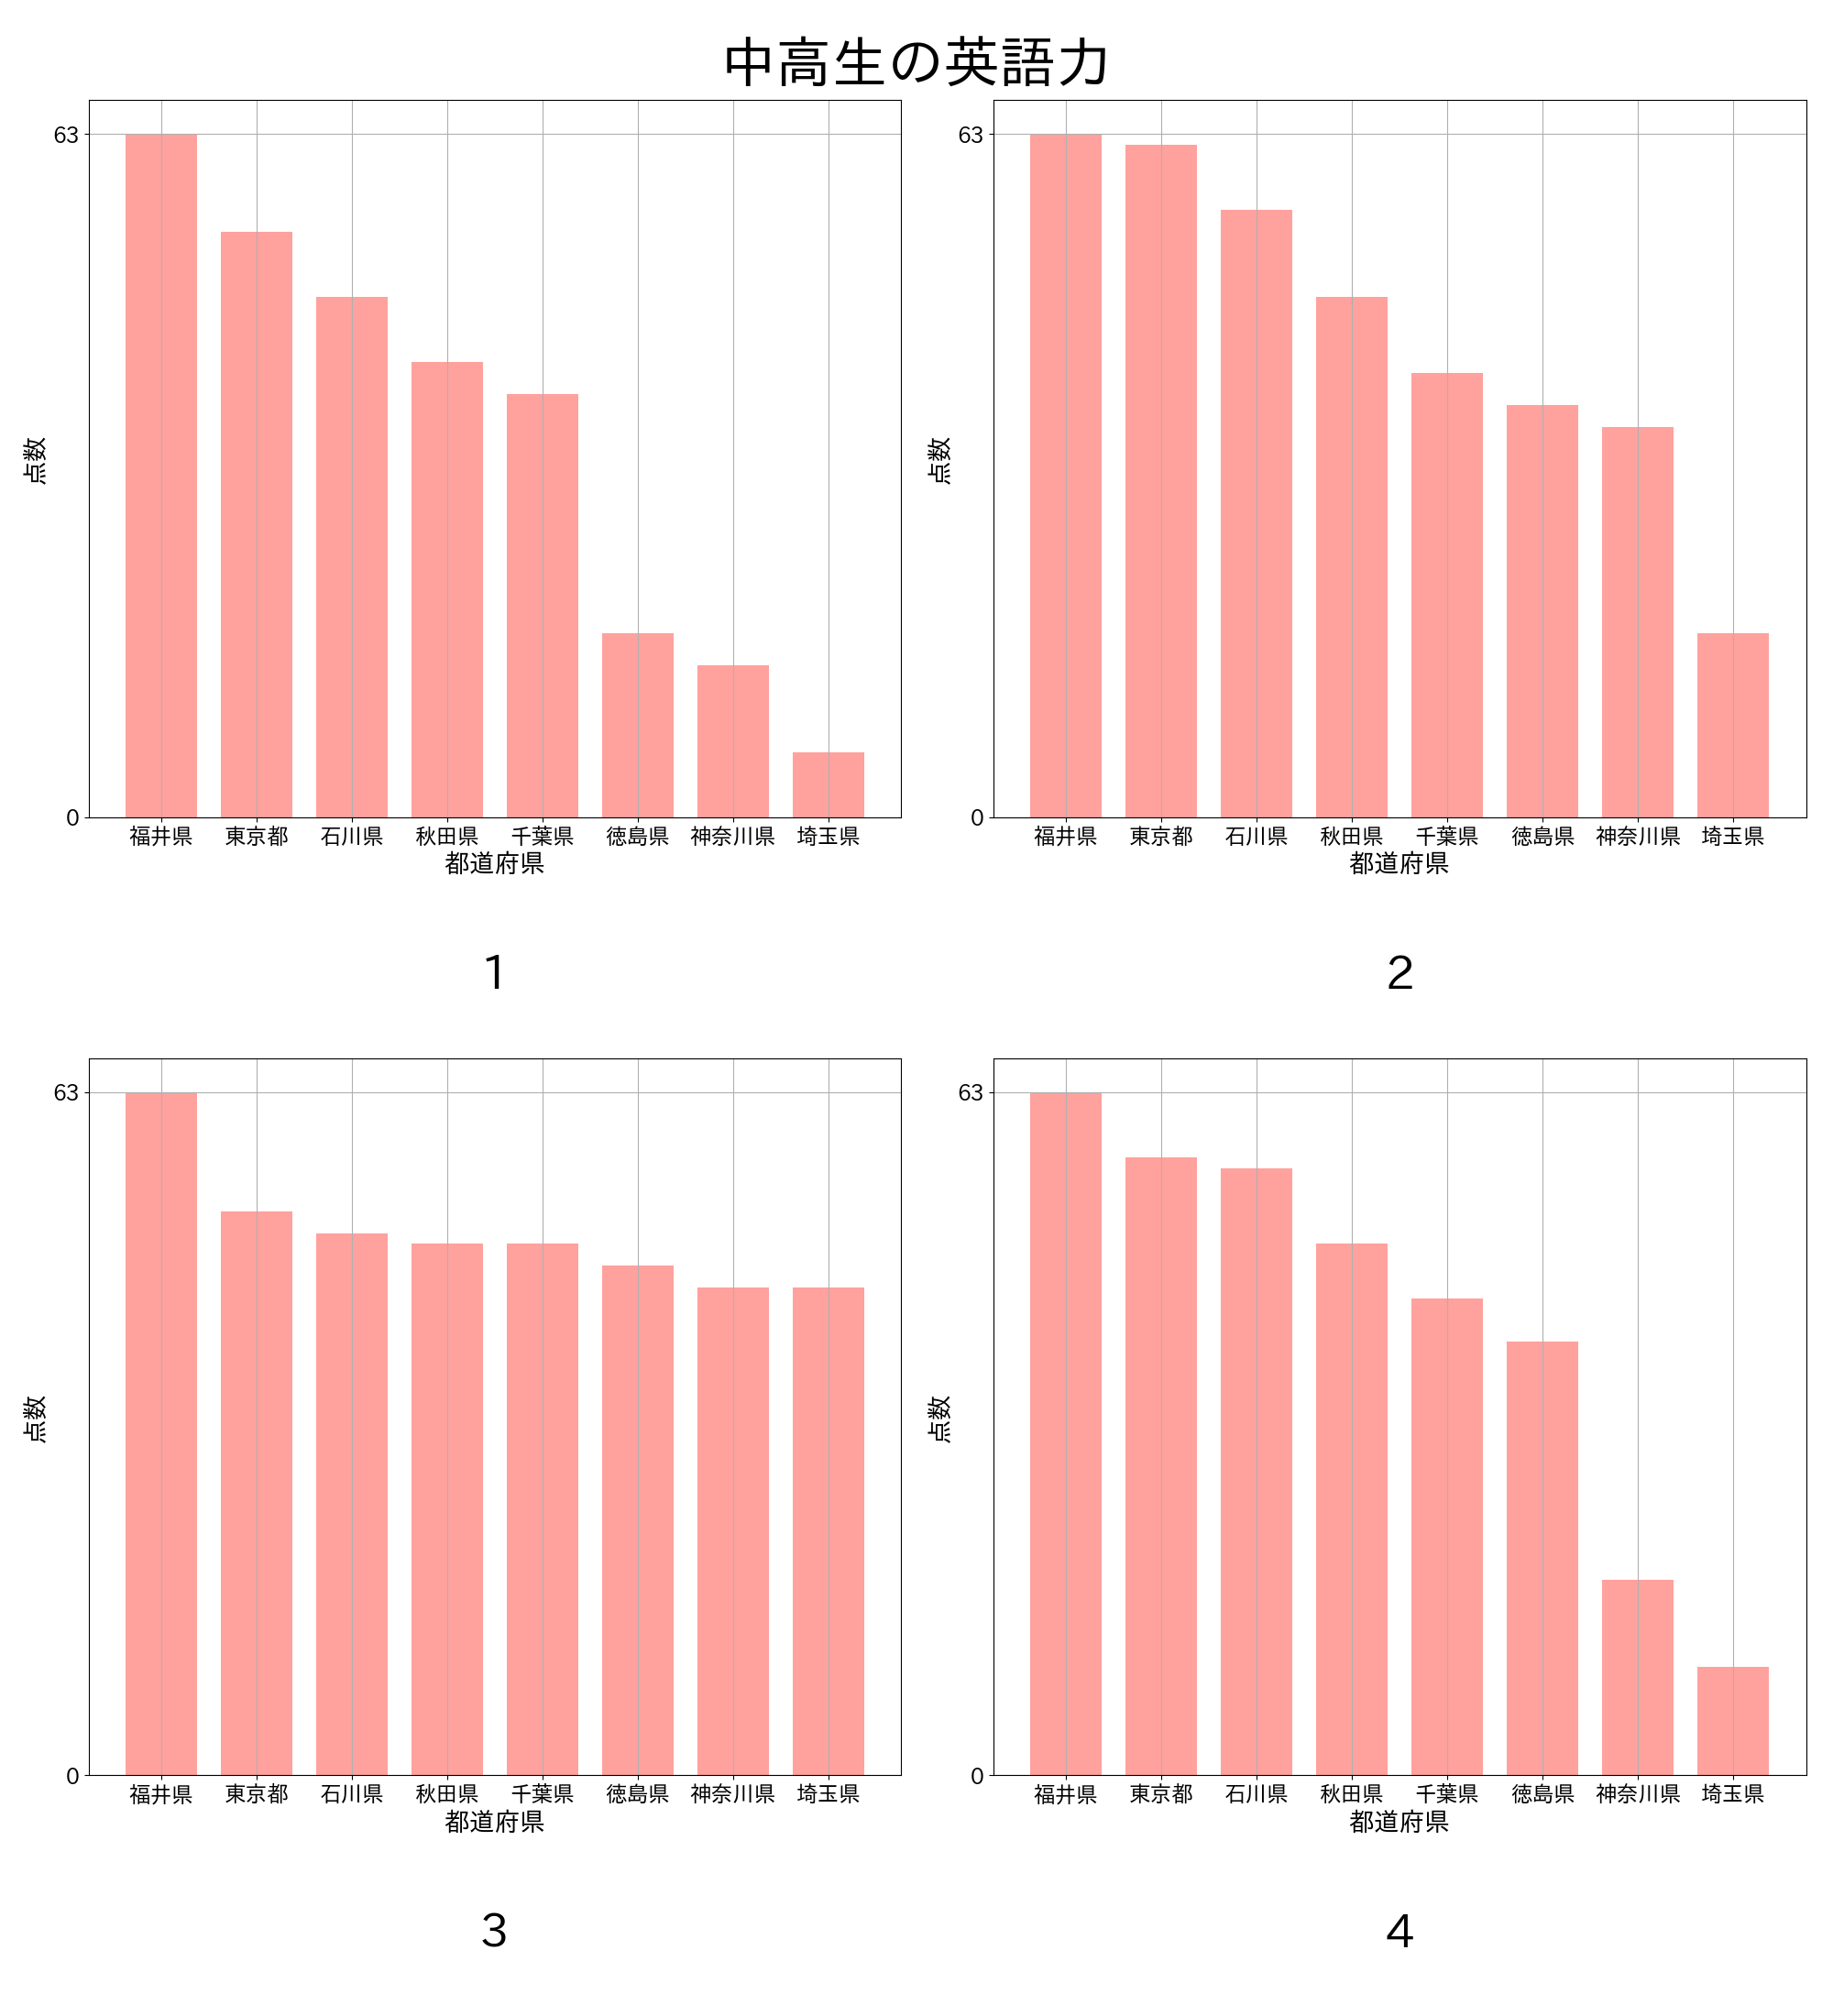 中高生の英語力
63
点数
0
福井県 東京都 石川県 秋田県 千葉県 徳島県 神奈川県 埼玉県
都道府県
1
63
点数
0
福井県 東京都 石川県 秋田県 千葉県 徳島県 神奈川県 埼玉県
都道府県
2
63
点数
0
福井県 東京都 石川県 秋田県 千葉県 徳島県 神奈川県 埼玉県
都道府県
3
63
点数
0
福井県 東京都 石川県 秋田県 千葉県 徳島県 神奈川県 埼玉県
都道府県
4